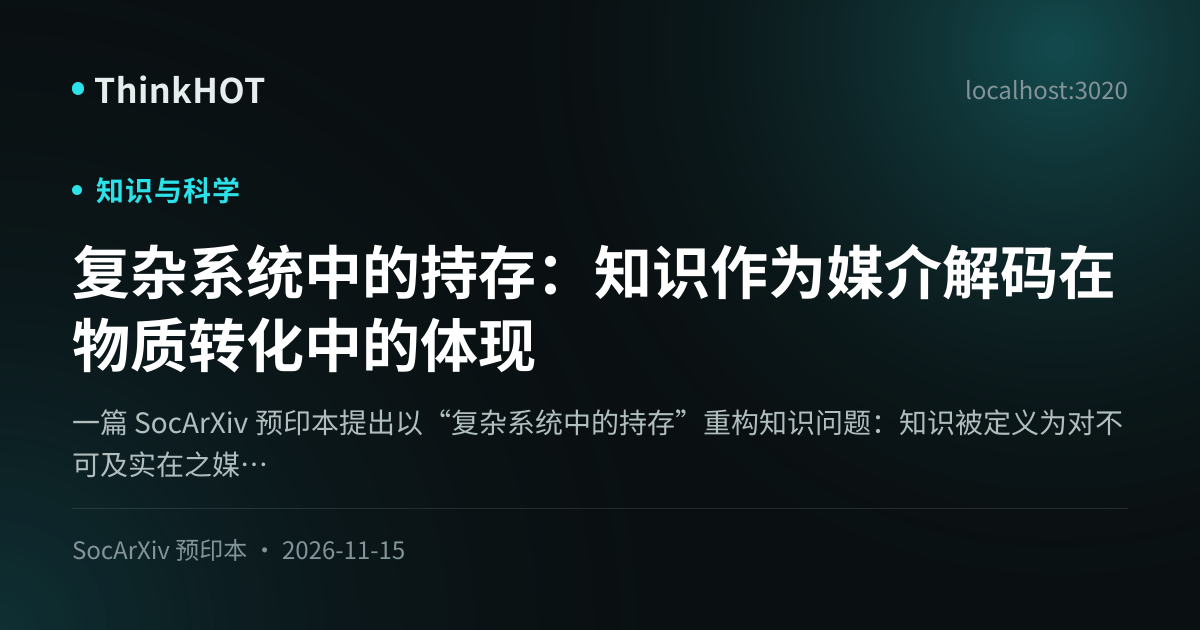 ThinkHOT
localhost:3020
知识与科学
复杂系统中的持存：知识作为媒介解码在
物质转化中的体现
一篇 SocArXiv 预印本提出以“复杂系统中的持存”重构知识问题：知识被定义为对不
可及实在之媒…
SocArXiv 预印本 • 2026-11-15